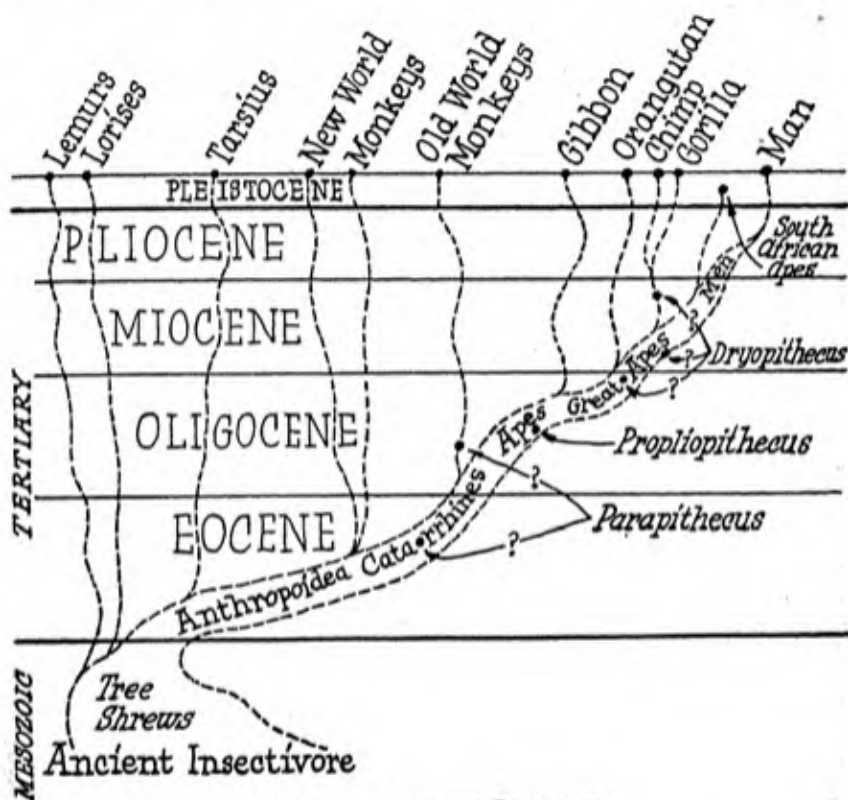 Lemurs
Lorises
Tarsius
New World
Monkeys
Old World
Monkeys
Gibbon
Orangutan
Chimp
Gorilla
Man
PLEISTOCENE
PLIOCENE
South
African
Apes
Men
MIOCENE
?
Dryopithecus
?
Great Apes
?
TERTIARY
OLIGOCENE
Apes
Propliopithecus
?
EOCENE
Catarrhines
Parapithecus
?
Anthropoidea
MESOZOIC
Tree
Shrews
Ancient Insectivore